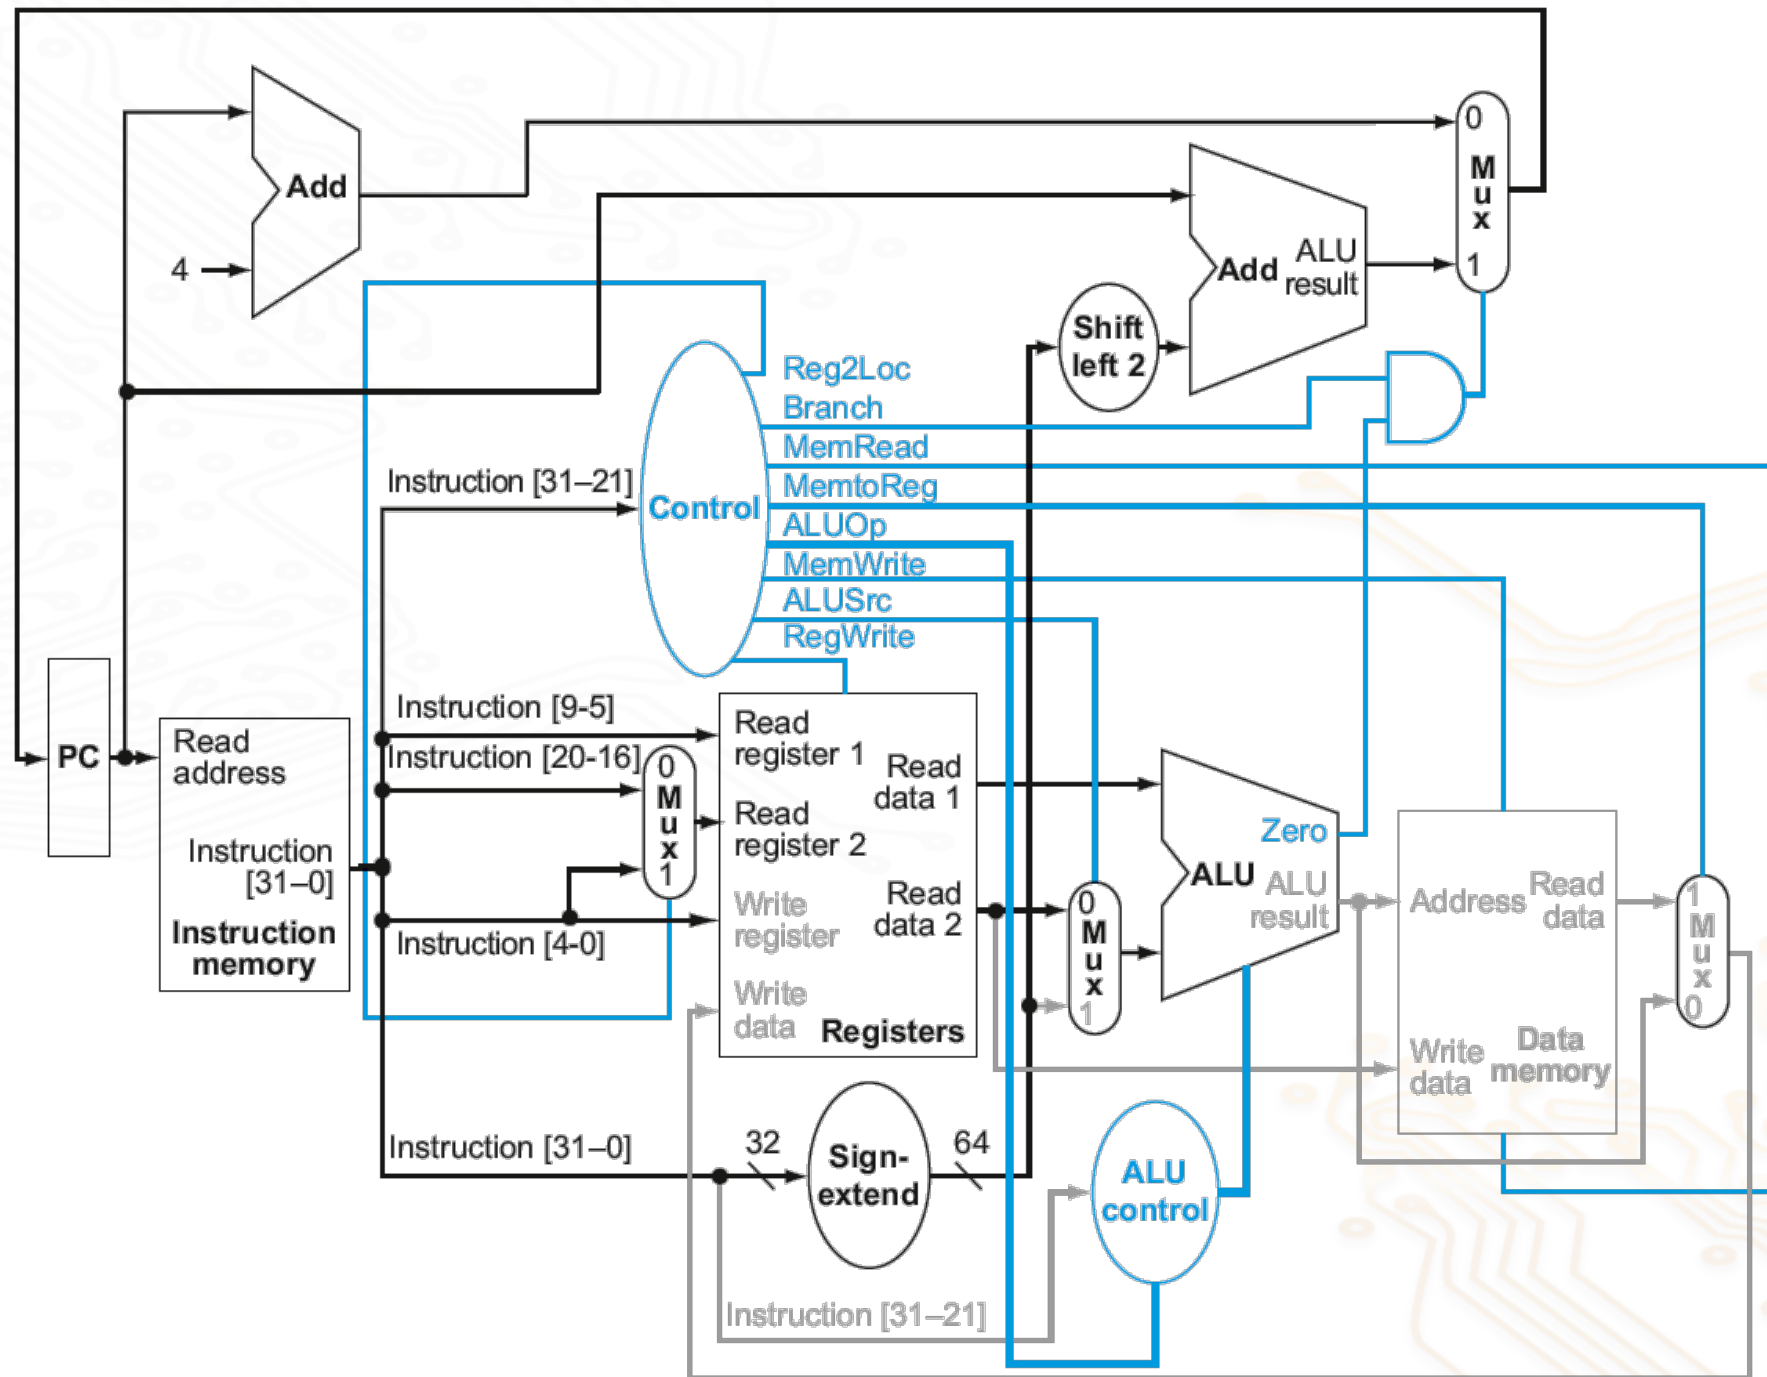 0
M
u
x
1
Add
4
Add
ALU
result
Shift
left 2
Reg2Loc
Branch
MemRead
MemtoReg
ALUOp
MemWrite
ALUSrc
RegWrite
Instruction [31–21]
Control
Instruction [9-5]
Instruction [20-16]
PC
Read
address
Instruction
[31–0]
Instruction
memory
0
M
u
x
1
Instruction [4-0]
Read
register 1
Read
register 2
Write
register
Write
data
Read
data 1
Read
data 2
Registers
0
M
u
x
1
Zero
ALU
ALU
result
Address
Read
data
Write
data
Data
memory
1
M
u
x
0
Instruction [31–0]
32
Sign-
extend
64
ALU
control
Instruction [31–21]